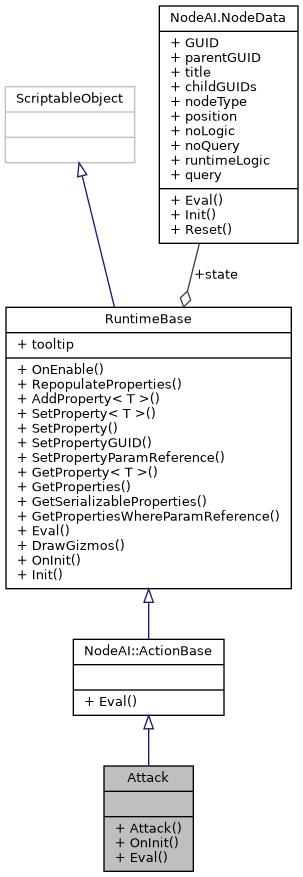 NodeAI.NodeData
+ GUID
+ parentGUID
+ title
+ childGUIDs
+ nodeType
+ position
+ noLogic
+ noQuery
+ runtimeLogic
+ query
+ Eval()
+ Init()
+ Reset()
ScriptableObject
+state
RuntimeBase
+ tooltip
+ OnEnable()
+ RepopulateProperties()
+ AddProperty< T >()
+ SetProperty< T >()
+ SetProperty()
+ SetPropertyGUID()
+ SetPropertyParamReference()
+ GetProperty< T >()
+ GetProperties()
+ GetSerializableProperties()
+ GetPropertiesWhereParamReference()
+ Eval()
+ DrawGizmos()
+ OnInit()
+ Init()
NodeAI::ActionBase
+ Eval()
Attack
+ Attack()
+ OnInit()
+ Eval()